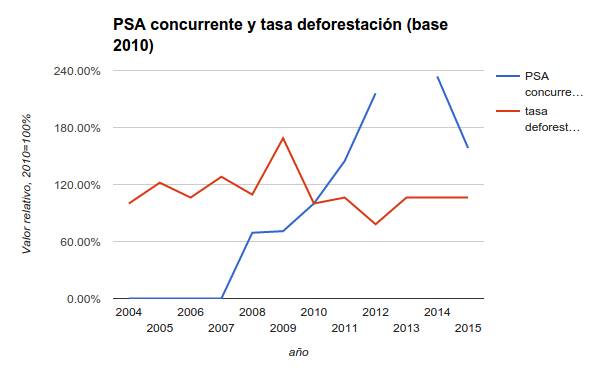 PSA concurrente y tasa deforestación (base
2010)
240.00%
180.00%
120.00%
60.00%
0.00%
Valor relativo, 2010=100%
PSA
concurre...
tasa
deforest...
2004
2006
2008
2010
2012
2014
2005
2007
2009
2011
2013
2015
año